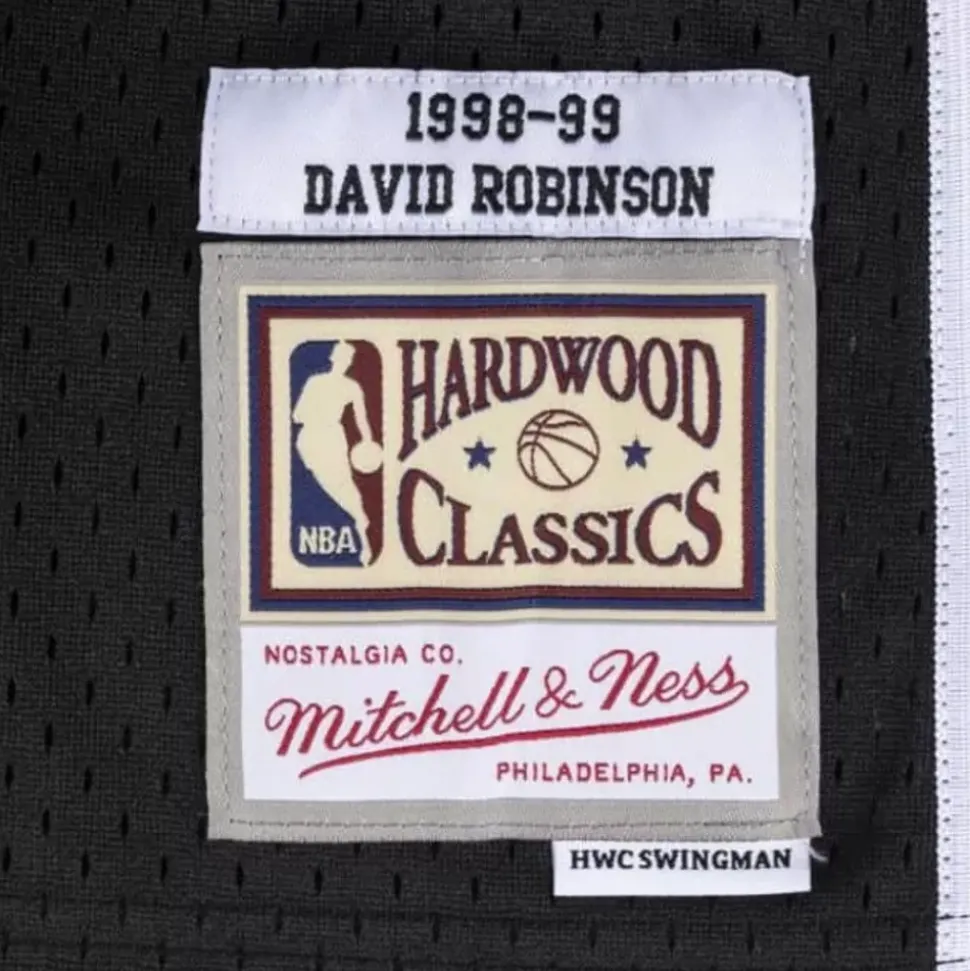 1998-99
DAVID ROBINSON
HARDWOOD
CLASSICS
NBA
NOSTALGIA CO.
Mitchell & Ness
PHILADELPHIA, PA.
HWC SWINGMAN